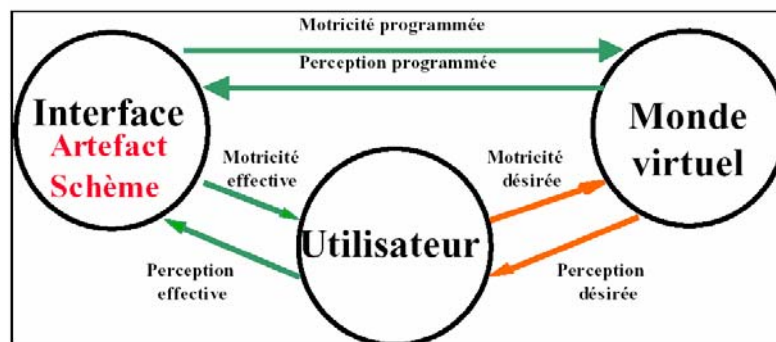 Motricité programmée
Perception programmée
Interface
Artefact
Schème
Monde
virtuel
Motricité
effective
Motricité
désirée
Utilisateur
Perception
effective
Perception
désirée